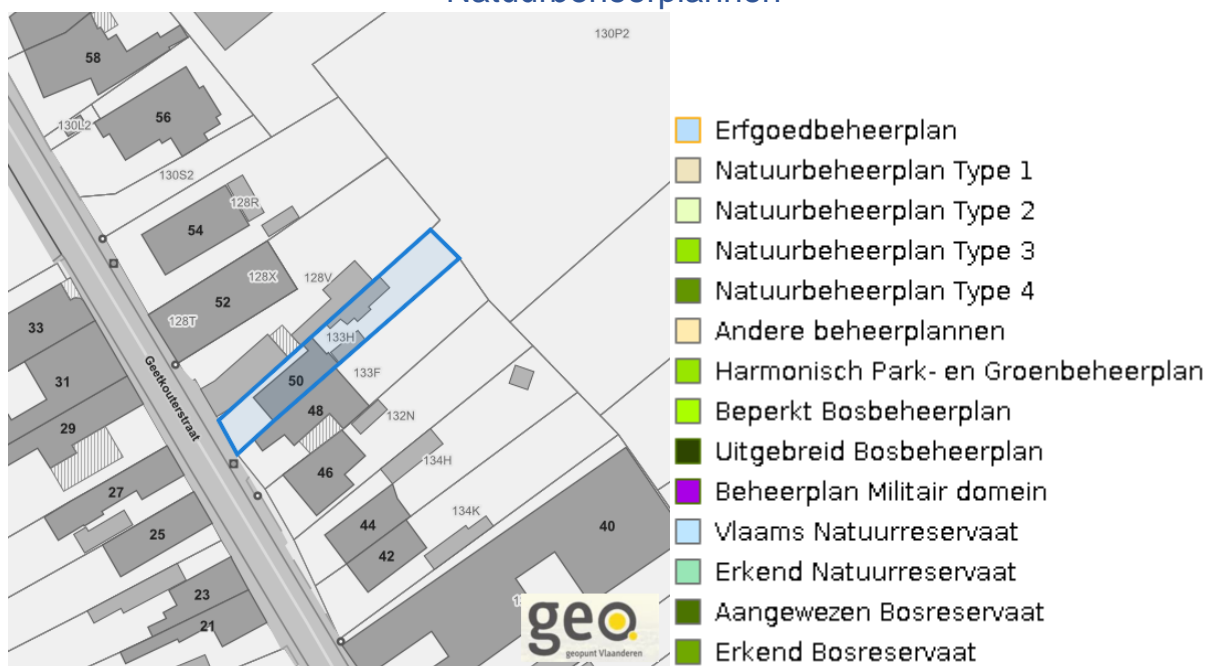 Natuurbeheerplannen
130P2
58
56
130L2
130S2
128R
54
128X
128V
52
128T
133H
33
Geetkouterstraat
50
133F
31
48
132N
29
46
134H
27
134K
44
40
25
42
23
21
geo
geopunt Vlaanderen
Erfgoedbeheerplan
Natuurbeheerplan Type 1
Natuurbeheerplan Type 2
Natuurbeheerplan Type 3
Natuurbeheerplan Type 4
Andere beheerplannen
Harmonisch Park- en Groenbeheerplan
Beperkt Bosbeheerplan
Uitgebreid Bosbeheerplan
Beheerplan Militair domein
Vlaams Natuurreservaat
Erkend Natuurreservaat
Aangewezen Bosreservaat
Erkend Bosreservaat